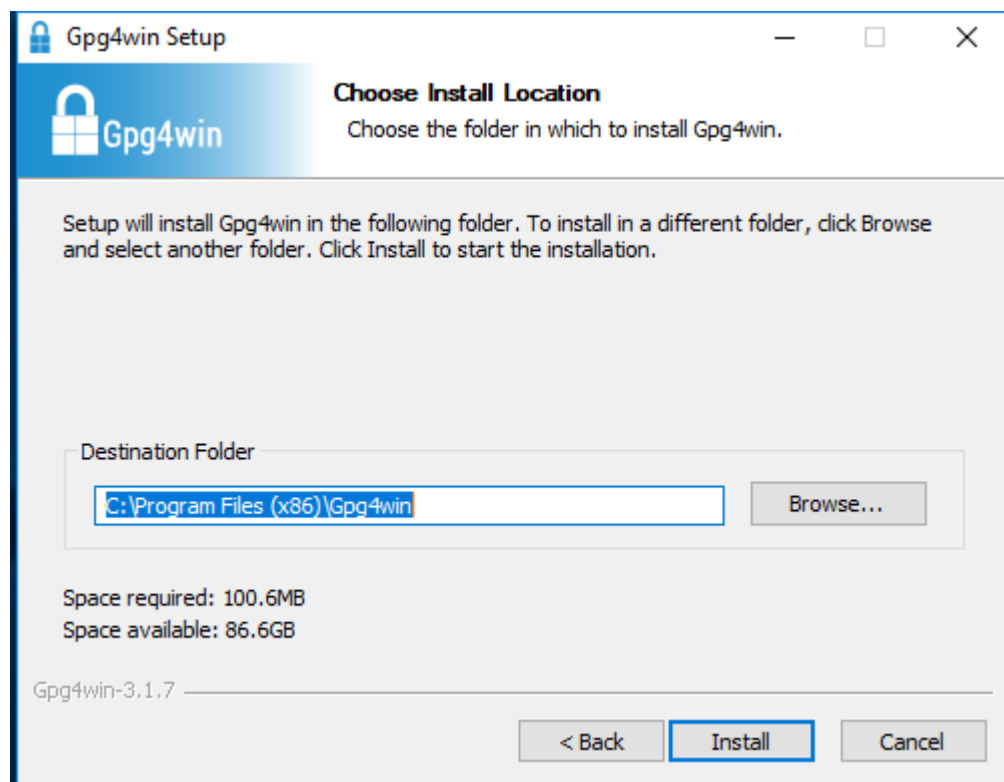 Gpg4win Setup
Gpg4win
Choose Install Location
Choose the folder in which to install Gpg4win.
Setup will install Gpg4win in the following folder. To install in a different folder, click Browse
and select another folder. Click Install to start the installation.
Destination Folder
C:\Program Files (x86)\Gpg4win
Browse...
Space required: 100.6MB
Space available: 86.6GB
Gpg4win-3.1.7
< Back
Install
Cancel